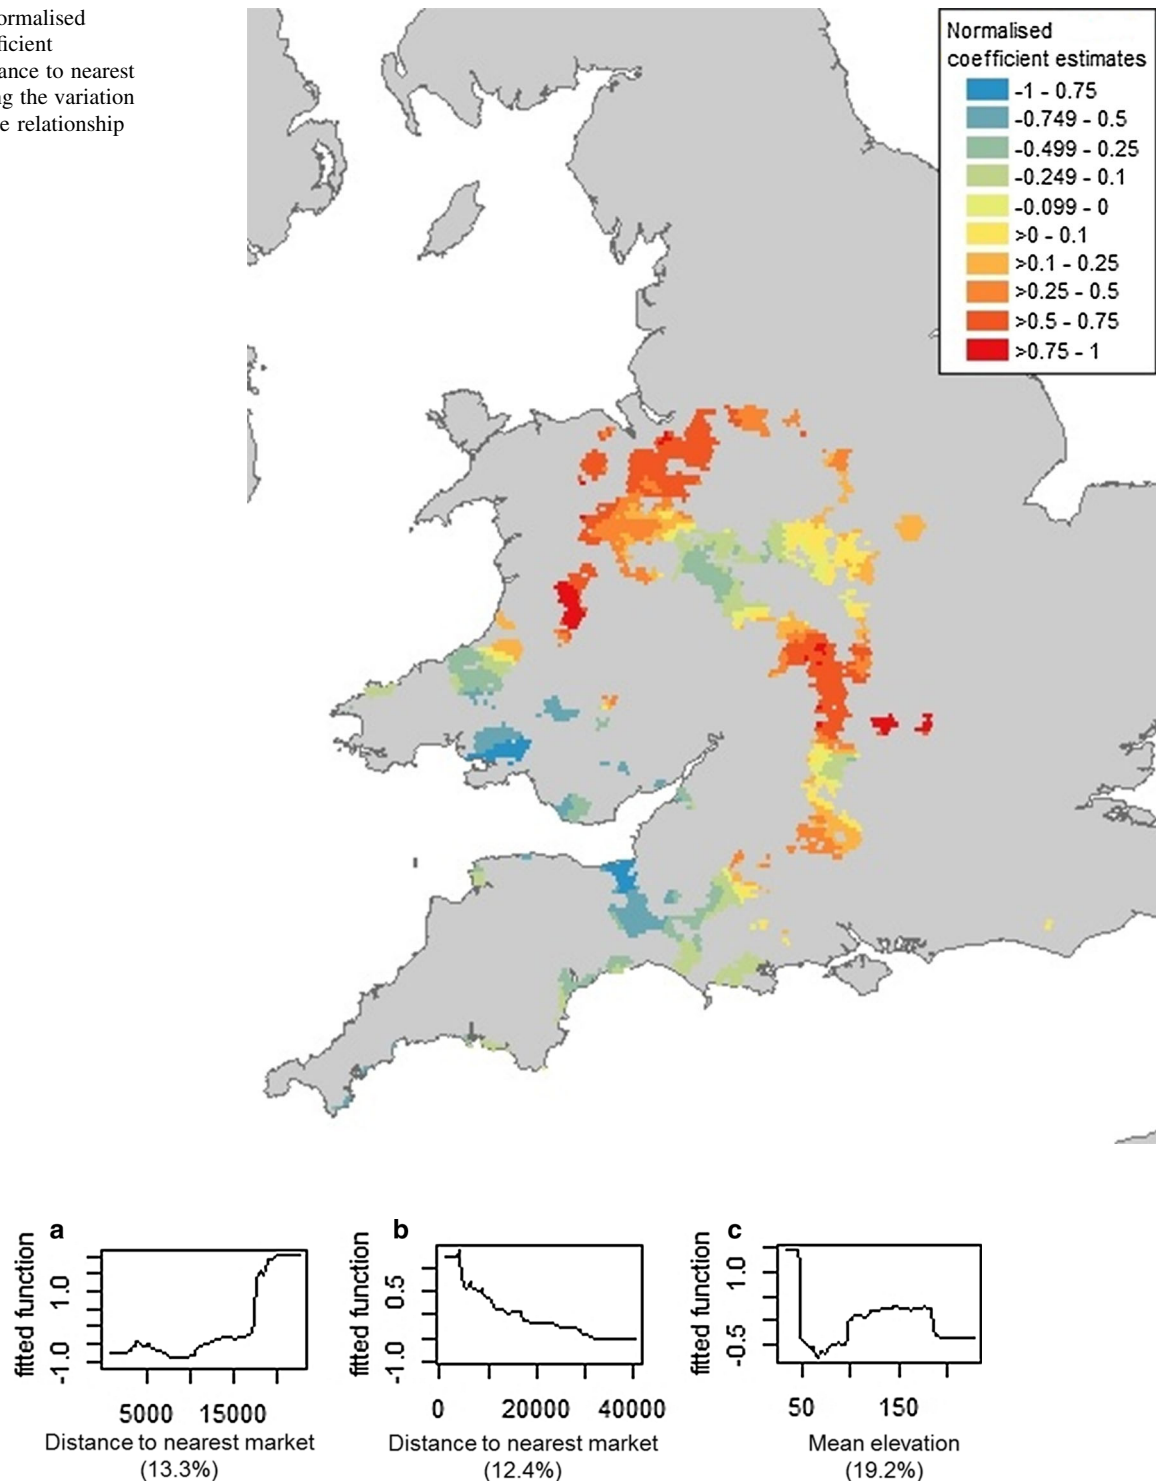 ormalised
ficient
ance to nearest
g the variation
e relationship
Normalised
coefficient estimates
-1 - 0.75
-0.749 - 0.5
-0.499 - 0.25
-0.249 - 0.1
-0.099 - 0
>0 - 0.1
>0.1 - 0.25
>0.25 - 0.5
>0.5 - 0.75
>0.75 - 1
a
fitted function
-1.0 1.0
5000 15000
Distance to nearest market
(13.3%)
b
fitted function
-1.0 0.5
0 20000 40000
Distance to nearest market
(12.4%)
c
fitted function
-0.5 1.0
50 150
Mean elevation
(19.2%)